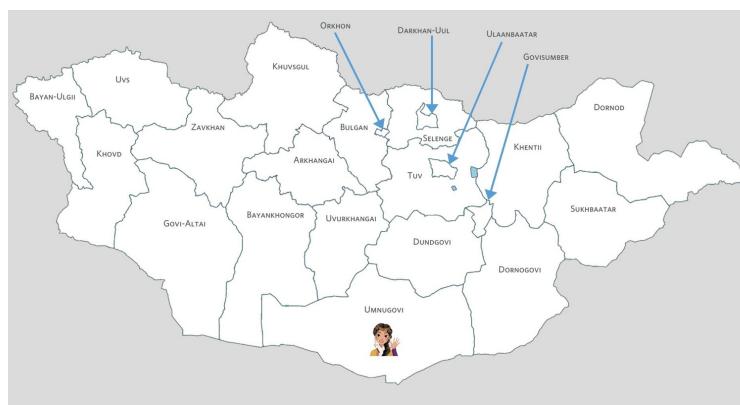 Orkhon
Darkhan-Uul
Ulaanbaatar
Govisumber
Khuvsgul
Uvs
Bayan-Ulgii
Dornod
Zavkhan
Bulgan
Selenge
Khentii
Khovd
Arkhangai
Tuv
Sukhbaatar
Govi-Altai
Bayankhongor
Uvurkhangai
Dundgovi
Dornogovi
Umnugovi